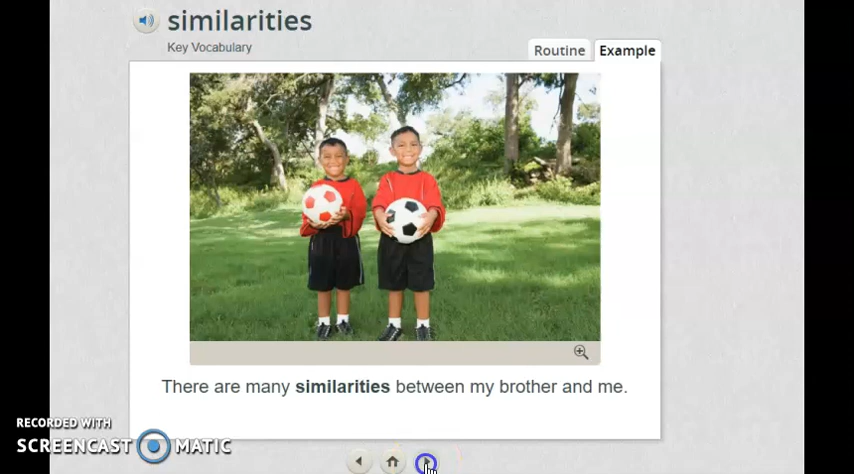 similarities
Key Vocabulary
Routine Example
There are many similarities between my brother and me.
RECORDED WITH
SCREENCAST MATIC